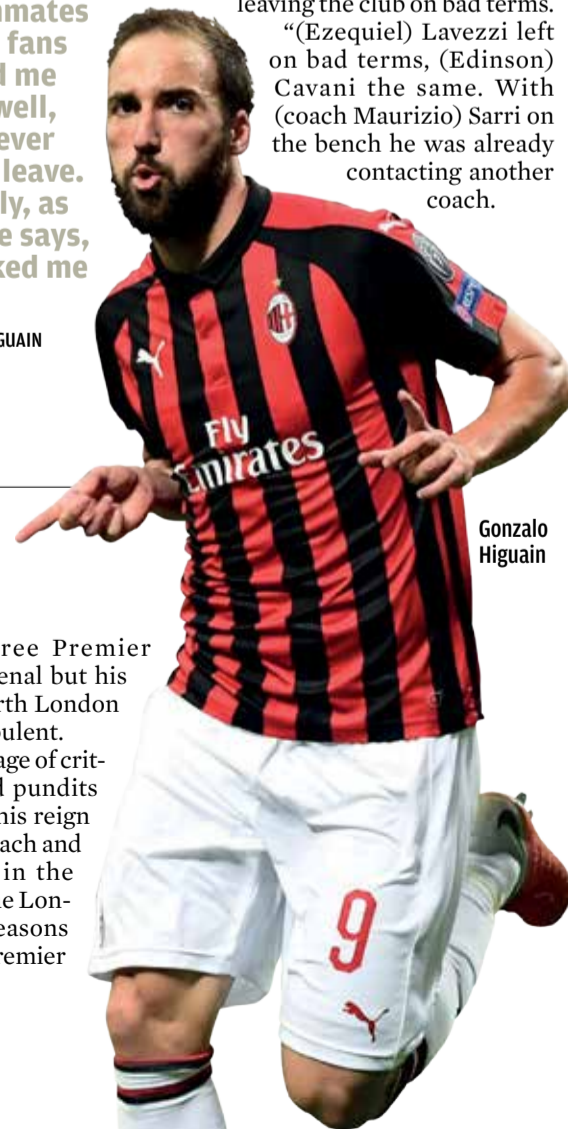 mates
fans
me
well,
ever
leave.
ly, as
e says,
ked me
GUAIN
leaving the club on bad terms.
“(Ezequiel) Lavezzi left
on bad terms, (Edinson)
Cavani the same. With
(coach Maurizio) Sarri on
the bench he was already
contacting another
coach.
Fly
Emirates
Gonzalo
Higuain
ree Premier
enal but his
rth London
ulent.
age of crit-
d pundits
his reign
ach and
in the
e Lon-
easons
remier
9